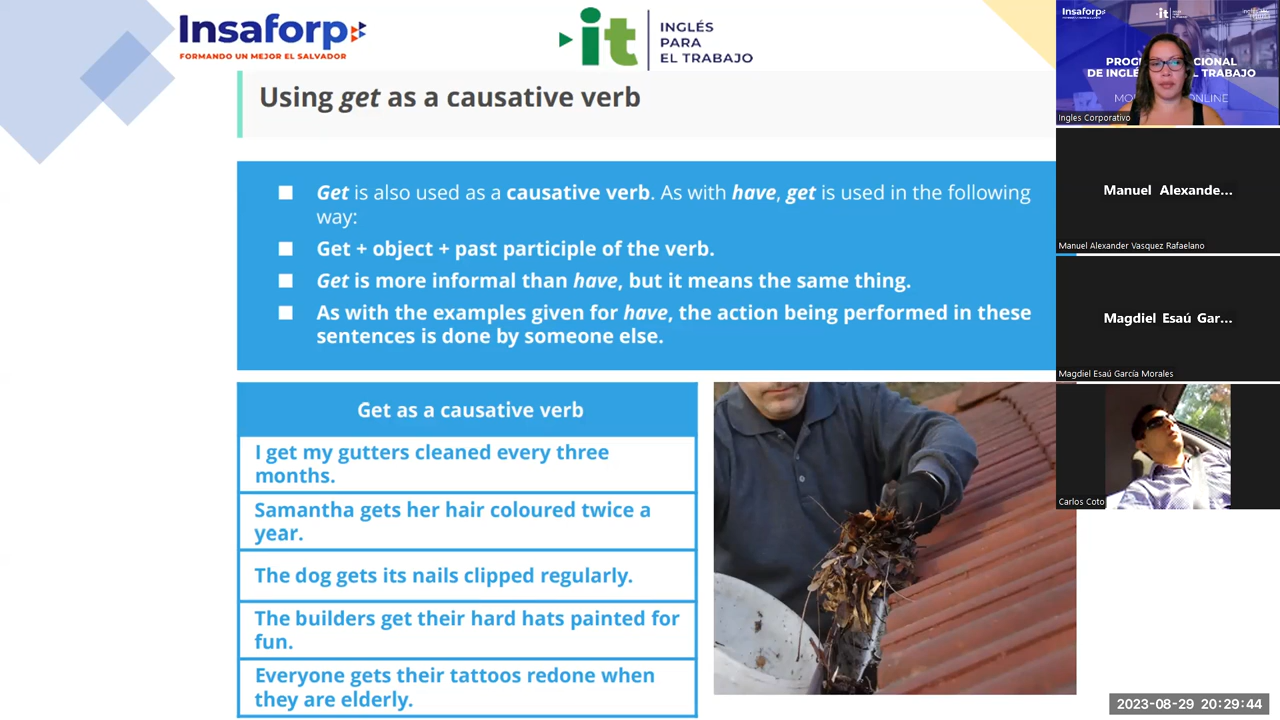 Insaforp
FORMANDO UN MEJOR EL SALVADOR
it
INGLÉS
PARA
EL TRABAJO
Using get as a causative verb
Get is also used as a causative verb. As with have, get is used in the following
way:
Get + object + past participle of the verb.
Get is more informal than have, but it means the same thing.
As with the examples given for have, the action being performed in these
sentences is done by someone else.
Get as a causative verb
I get my gutters cleaned every three
months.
Samantha gets her hair coloured twice a
year.
The dog gets its nails clipped regularly.
The builders get their hard hats painted for
fun.
Everyone gets their tattoos redone when
they are elderly.
Insaforp
it
DE INGLÉ
TRABAJO
Ingles Corporativo
Manuel Alexande...
Manuel Alexander Vasquez Rafaelano
Magdiel Esaú Gar...
Magdiel Esaú García Morales
Carlos Coto
2023-08-29 20:29:44